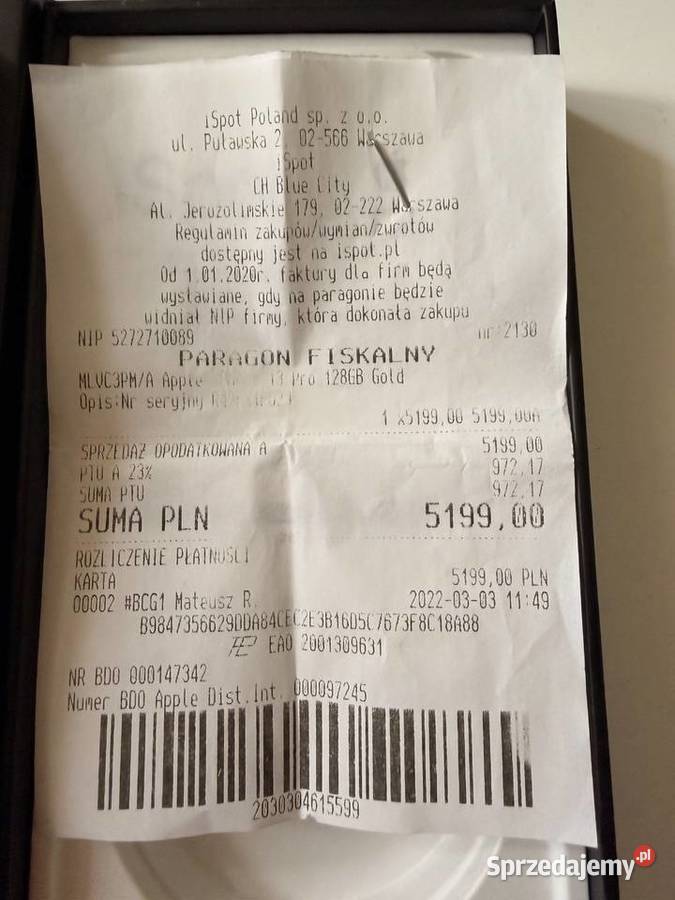 iSpot Poland sp. z o.o.
ul. Puławska 2, 02-566 Warszawa
iSpot
CH Blue City
Al. Jerozolimskie 179, 02-222 Warszawa
Regulamin zakupów/wymian/zwrotów
dostępny jest na ispot.pl
Od 1.01.2020r. faktury dla firm będą
wystawiane, gdy na paragonie będzie
widniał NIP firmy, która dokonała zakupu
NIP 5272710089 nr:2130
PARAGON FISKALNY
MLVC3PM/A Apple 13 Pro 128GB Gold
Opis:Nr seryjny
1 x5199,00 5199,00A
SPRZEDAŻ OPODATKOWANA A 5199,00
PTU A 23% 972,17
SUMA PTU 972,17
SUMA PLN 5199,00
ROZLICZENIE PŁATNOŚCI
KARTA 5199,00 PLN
00002 #BCG1 Mateusz R. 2022-03-03 11:49
B9847356629DDA84CEC2E3B16D5C7673F8C18A88
EAO 2001309631
NR BDO 000147342
Numer BDO Apple Dist.Int. 000097245
2030304615599
Sprzedajemy.pl